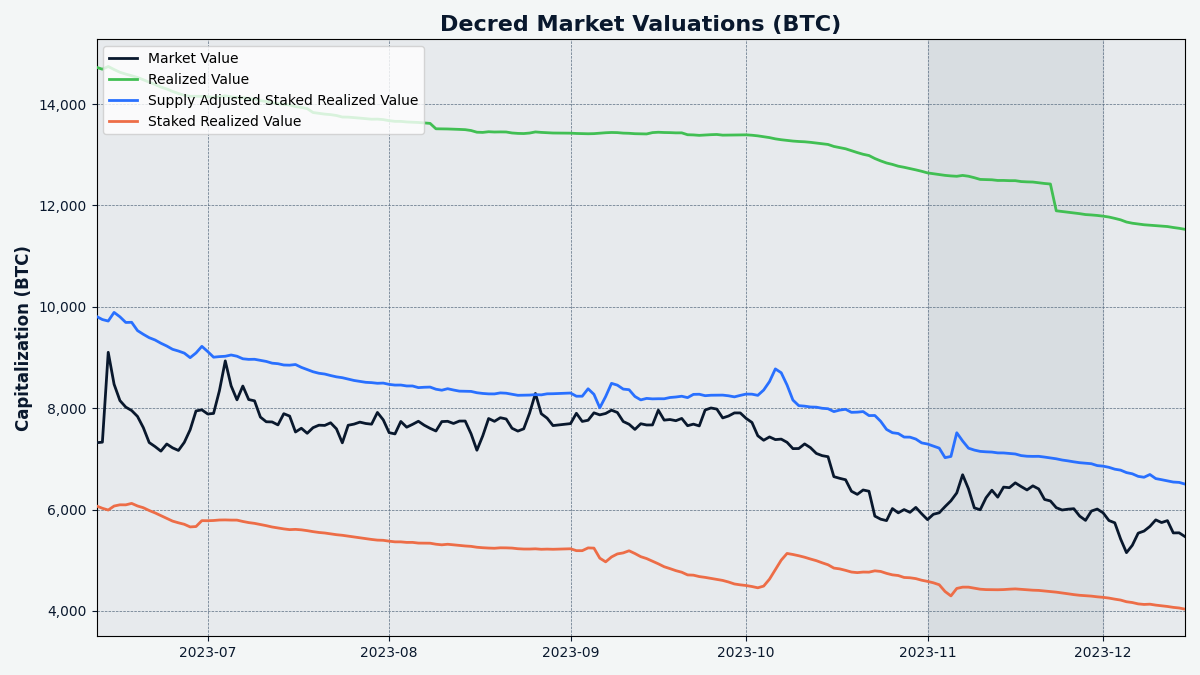 Decred Market Valuations (BTC)
Market Value
Realized Value
Supply Adjusted Staked Realized Value
Staked Realized Value
Capitalization (BTC)
14,000
12,000
10,000
8,000
6,000
4,000
2023-07
2023-08
2023-09
2023-10
2023-11
2023-12